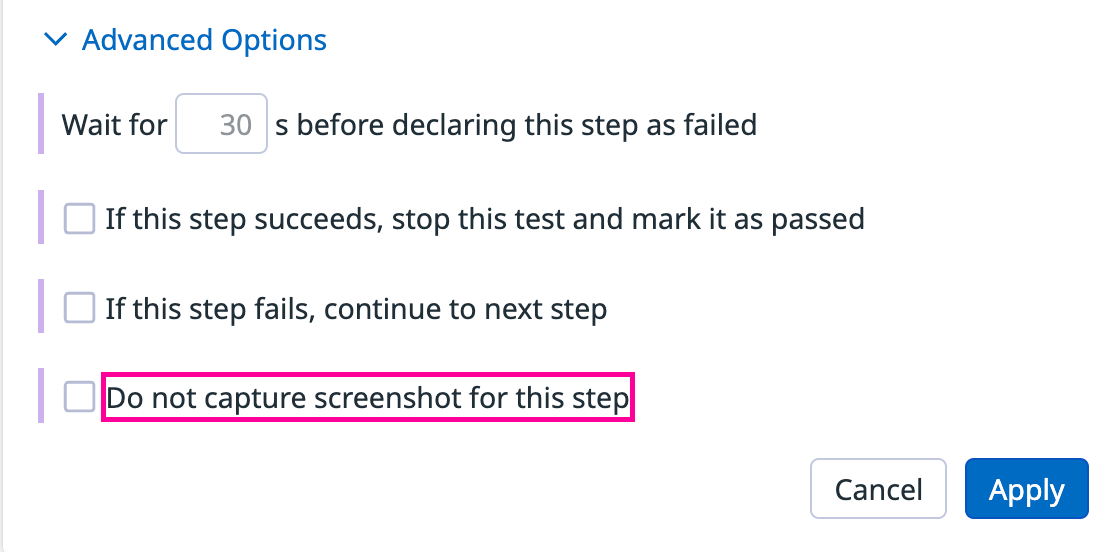 Advanced Options
Wait for 30 s before declaring this step as failed
If this step succeeds, stop this test and mark it as passed
If this step fails, continue to next step
Do not capture screenshot for this step
Cancel Apply